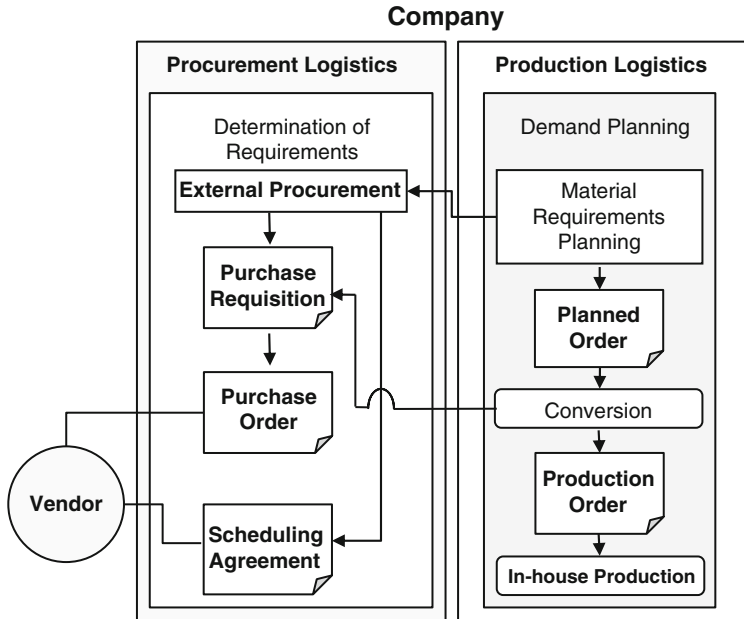 Company
Procurement Logistics
Determination of
Requirements
External Procurement
Purchase
Requisition
Purchase
Order
Vendor
Scheduling
Agreement
Production Logistics
Demand Planning
Material
Requirements
Planning
Planned
Order
Conversion
Production
Order
In-house Production